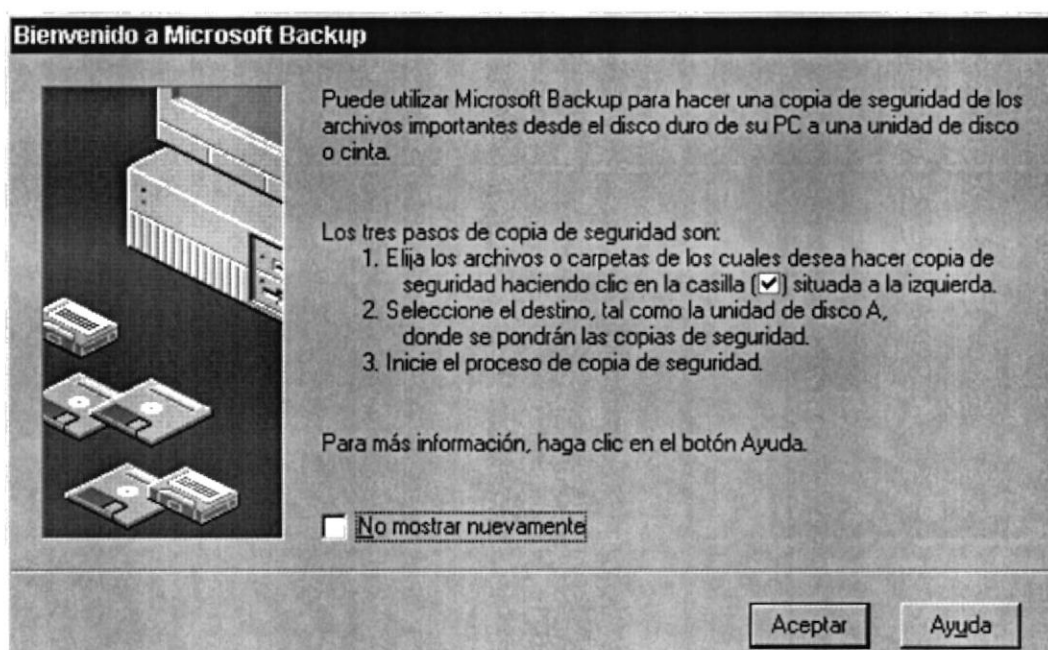 Bienvenido a Microsoft Backup
Puede utilizar Microsoft Backup para hacer una copia de seguridad de los
archivos importantes desde el disco duro de su PC a una unidad de disco
o cinta.
Los tres pasos de copia de seguridad son:
1. Elija los archivos o carpetas de los cuales desea hacer copia de
seguridad haciendo clic en la casilla (☑) situada a la izquierda.
2. Seleccione el destino, tal como la unidad de disco A,
donde se pondrán las copias de seguridad.
3. Inicie el proceso de copia de seguridad.
Para más información, haga clic en el botón Ayuda.
No mostrar nuevamente
Aceptar
Ayuda